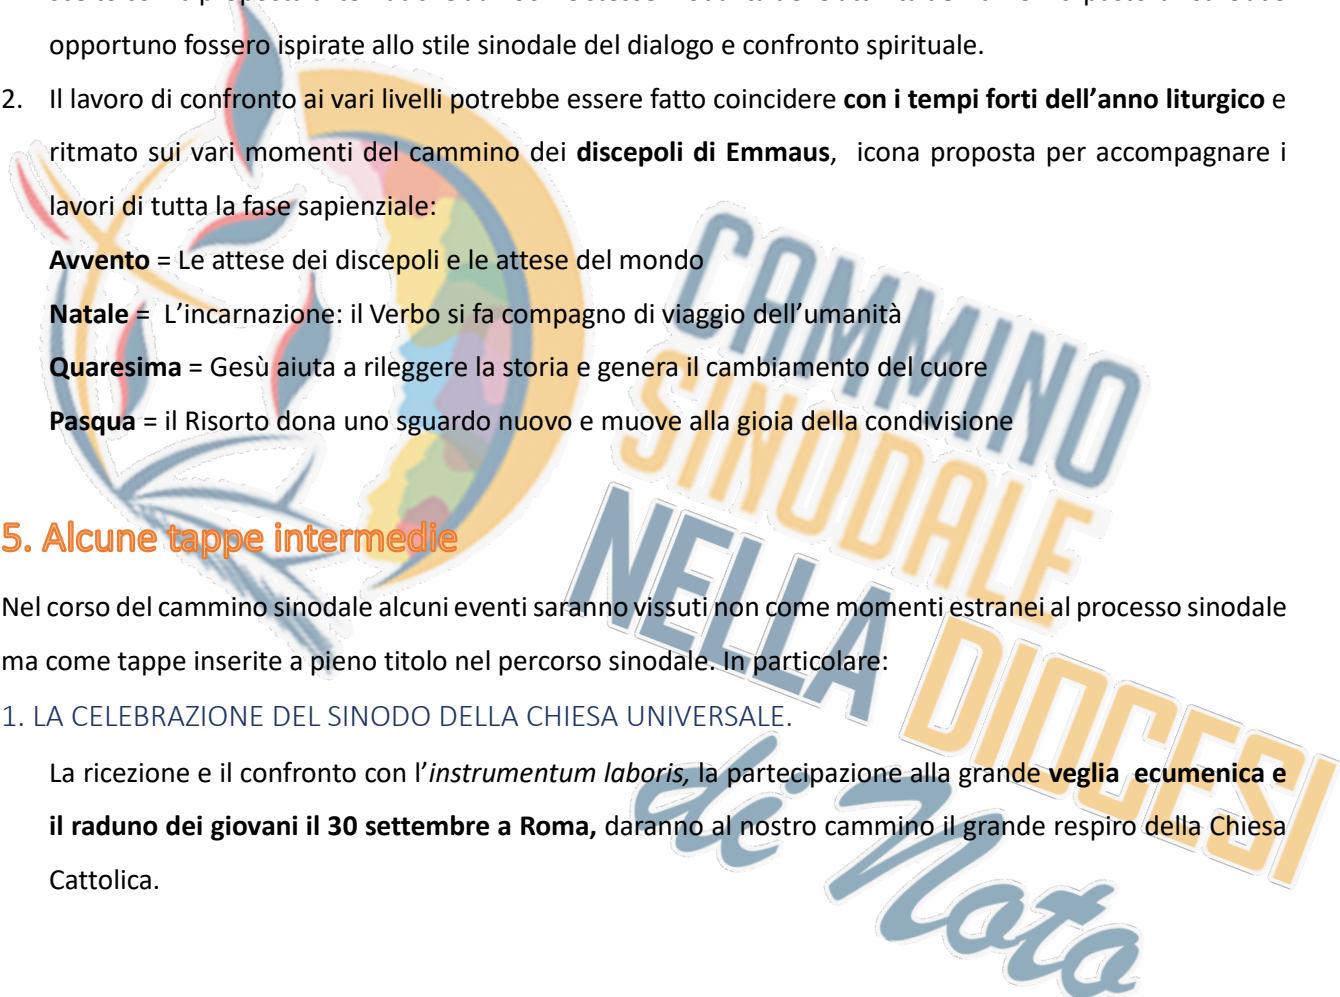 opportuno fossero ispirate allo stile sinodale del dialogo e confronto spirituale.
2. Il lavoro di confronto ai vari livelli potrebbe essere fatto coincidere con i tempi forti dell’anno liturgico e
ritmato sui vari momenti del cammino dei discepoli di Emmaus, icona proposta per accompagnare i
lavori di tutta la fase sapienziale:
Avvento = Le attese dei discepoli e le attese del mondo
Natale = L’incarnazione: il Verbo si fa compagno di viaggio dell’umanità
Quaresima = Gesù aiuta a rileggere la storia e genera il cambiamento del cuore
Pasqua = il Risorto dona uno sguardo nuovo e muove alla gioia della condivisione
5. Alcune tappe intermedie
Nel corso del cammino sinodale alcuni eventi saranno vissuti non come momenti estranei al processo sinodale
ma come tappe inserite a pieno titolo nel percorso sinodale. In particolare:
1. LA CELEBRAZIONE DEL SINODO DELLA CHIESA UNIVERSALE.
La ricezione e il confronto con l’instrumentum laboris, la partecipazione alla grande veglia ecumenica e
il raduno dei giovani il 30 settembre a Roma, daranno al nostro cammino il grande respiro della Chiesa
Cattolica.
CAMMINO
SINODALE
NELLA DIOCESI
di Noto